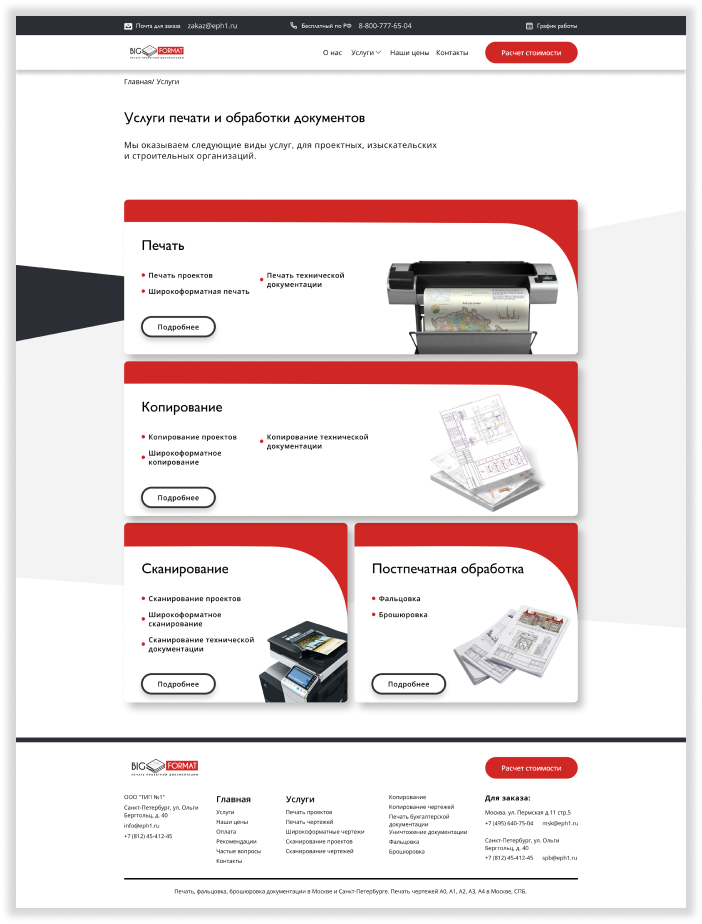 Почта для заказа zakaz@eph1.ru Бесплатный по РФ 8-800-777-65-04 График работы
BIG FORMAT
О нас Услуги Наши цены Контакты Расчет стоимости
Главная/ Услуги
Услуги печати и обработки документов
Мы оказываем следующие виды услуг, для проектных, изыскательских
и строительных организаций.
Печать
Печать проектов
Широкоформатная печать
Печать технической
документации
Подробнее
Копирование
Копирование проектов
Широкоформатное
копирование
Копирование технической
документации
Подробнее
Сканирование
Сканирование проектов
Широкоформатное
сканирование
Сканирование технической
документации
Подробнее
Постпечатная обработка
Фальцовка
Брошюровка
Подробнее
BIG FORMAT
ПЕЧАТЬ ПРОЕКТНОЙ ДОКУМЕНТАЦИИ
Расчет стоимости
ООО "ТИП №1"
Санкт-Петербург, ул. Ольги
Берггольц, д. 40
info@eph1.ru
+7 (812) 45-412-45
Главная
Услуги
Наши цены
Оплата
Рекомендации
Частые вопросы
Контакты
Услуги
Печать проектов
Печать чертежей
Широкоформатные чертежи
Сканирование проектов
Сканирование чертежей
Копирование
Копирование чертежей
Печать бухгалтерской
документации
Уничтожение документации
Фальцовка
Брошюровка
Для заказа:
Москва, ул. Пермская д.11 стр.5
+7 (495) 640-75-04 msk@eph1.ru
Санкт-Петербург, ул. Ольги
Берггольц, д. 40
+7 (812) 45-412-45 spb@eph1.ru
Печать, фальцовка, брошюровка документации в Москве и Санкт-Петербурге. Печать чертежей А0, А1, А2, А3, А4 в Москве, СПБ.